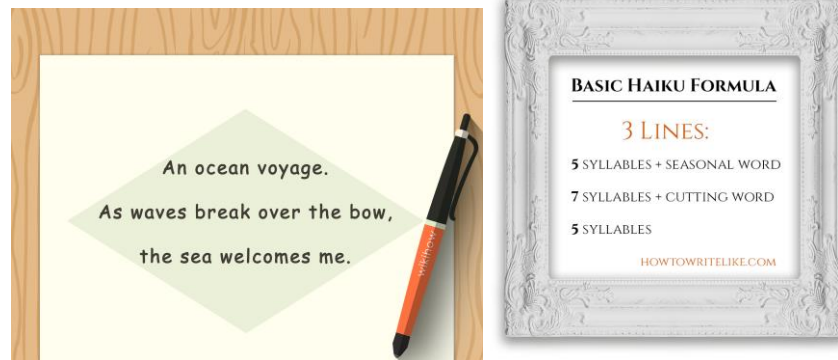 An ocean voyage.
As waves break over the bow,
the sea welcomes me.
wikiHow
BASIC HAIKU FORMULA
3 LINES:
5 SYLLABLES + SEASONAL WORD
7 SYLLABLES + CUTTING WORD
5 SYLLABLES
HOWTOWRITELIKE.COM